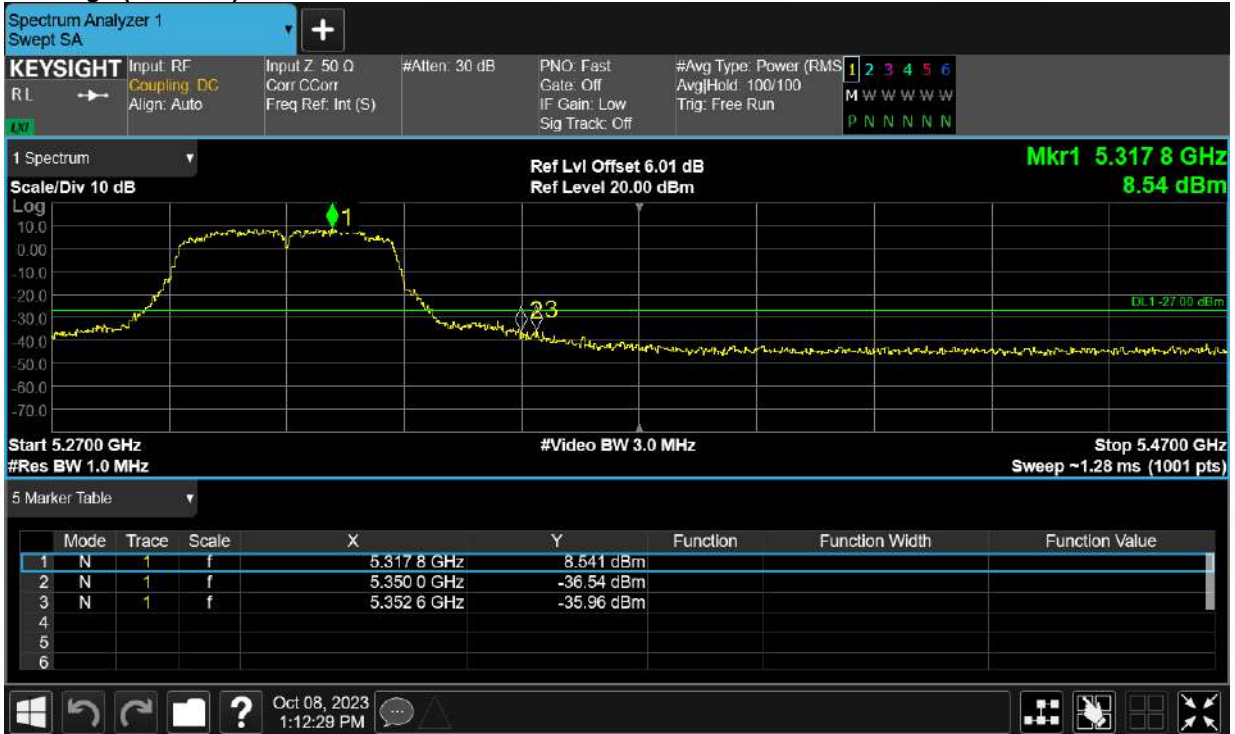 Spectrum Analyzer 1
Swept SA
+
KEYSIGHT
RL
LXI
Input: RF
Coupling: DC
Align: Auto
Input Z: 50 Ω
Corr CCorr
Freq Ref: Int (S)
#Atten: 30 dB
PNO: Fast
Gate: Off
IF Gain: Low
Sig Track: Off
#Avg Type: Power (RMS
Avg|Hold: 100/100
Trig: Free Run
1 2 3 4 5 6
M W W W W W
P N N N N N
1 Spectrum
Scale/Div 10 dB
Ref Lvl Offset 6.01 dB
Ref Level 20.00 dBm
Mkr1 5.317 8 GHz
8.54 dBm
Log
10.0
0.00
-10.0
-20.0
-30.0
-40.0
-50.0
-60.0
-70.0
1
2 3
DL1 -27.00 dBm
Start 5.2700 GHz
#Video BW 3.0 MHz
Stop 5.4700 GHz
#Res BW 1.0 MHz
Sweep ~1.28 ms (1001 pts)
5 Marker Table
Mode Trace Scale X Y Function Function Width Function Value
1 N 1 f 5.317 8 GHz 8.541 dBm
2 N 1 f 5.350 0 GHz -36.54 dBm
3 N 1 f 5.352 6 GHz -35.96 dBm
4
5
6
?
Oct 08, 2023
1:12:29 PM